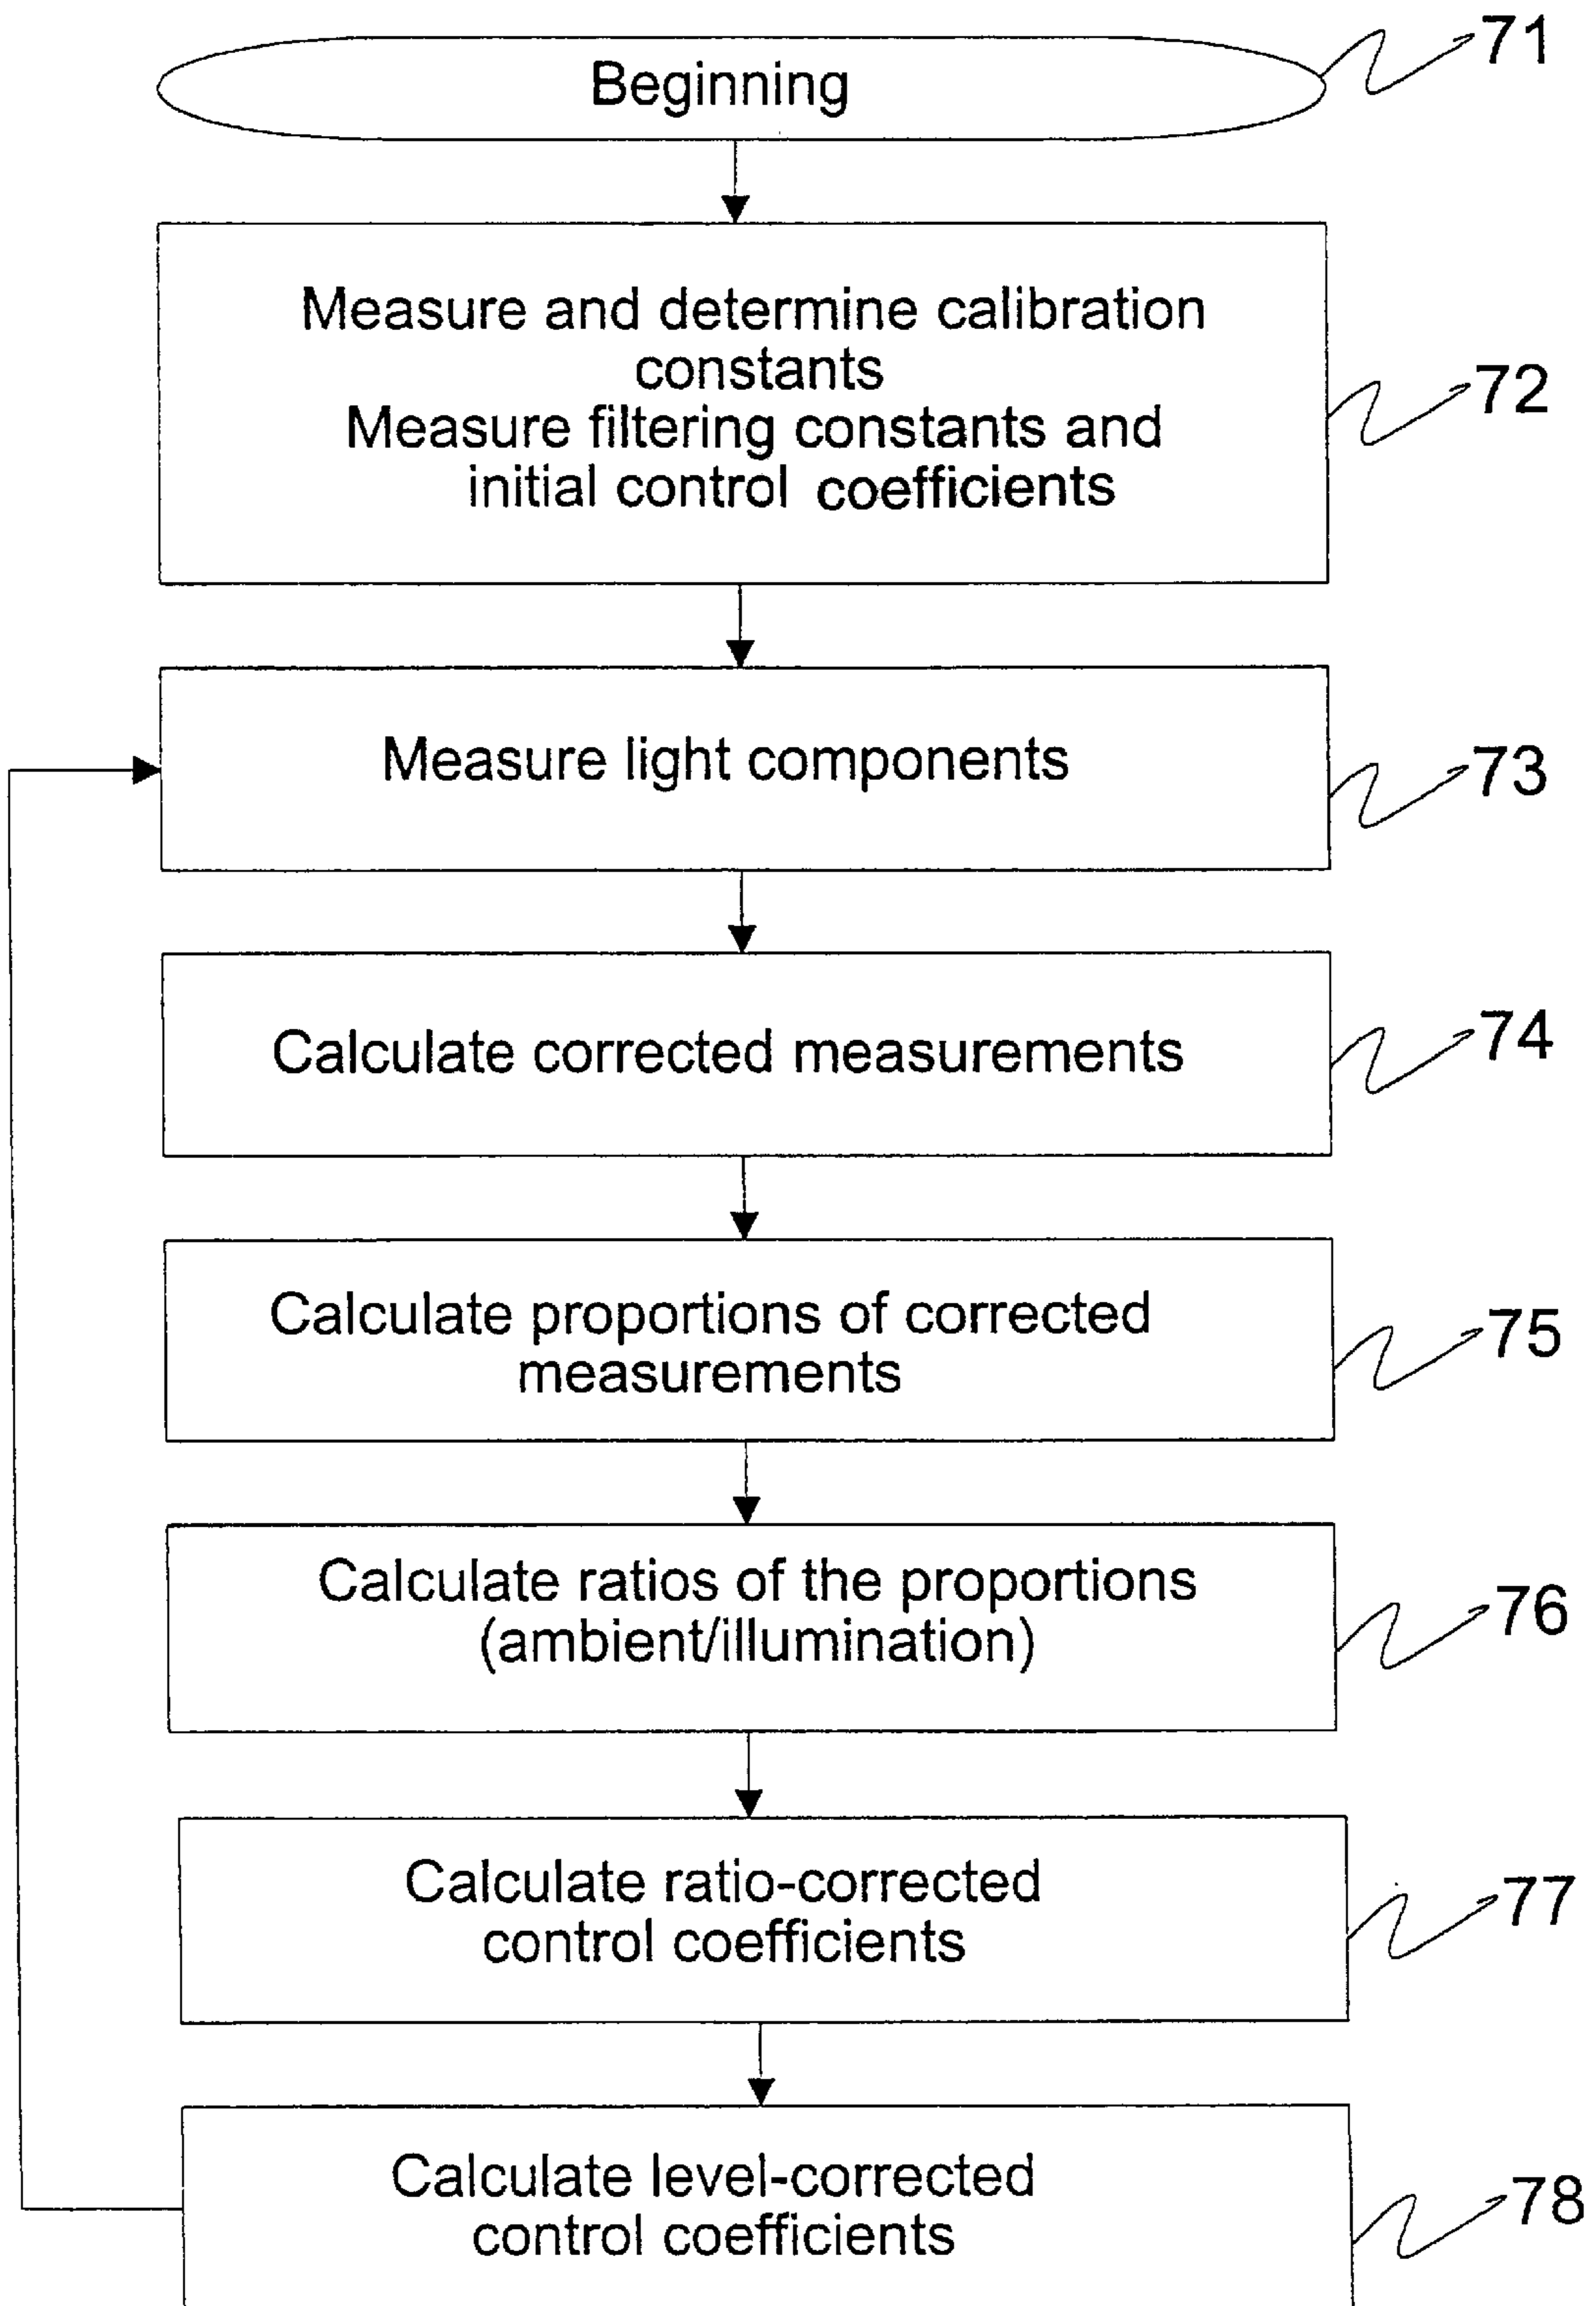 Beginning
71
Measure and determine calibration
constants
Measure filtering constants and
initial control coefficients
72
Measure light components
73
Calculate corrected measurements
74
Calculate proportions of corrected
measurements
75
Calculate ratios of the proportions
(ambient/illumination)
76
Calculate ratio-corrected
control coefficients
77
Calculate level-corrected
control coefficients
78